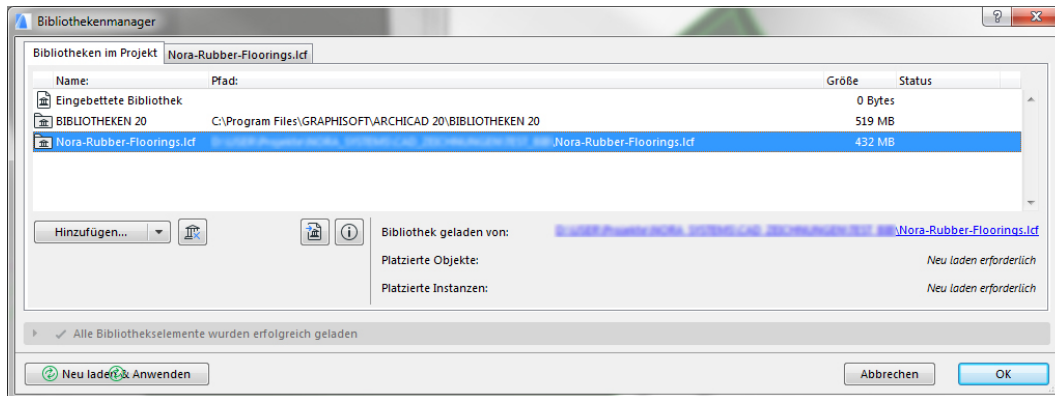 Bibliothekenmanager
Bibliotheken im Projekt Nora-Rubber-Floorings.lcf
Name: Pfad: Größe Status
Eingebettete Bibliothek 0 Bytes
BIBLIOTHEKEN 20 C:\Program Files\GRAPHISOFT\ARCHICAD 20\BIBLIOTHEKEN 20 519 MB
Nora-Rubber-Floorings.lcf \Nora-Rubber-Floorings.lcf 432 MB
Hinzufügen...
Bibliothek geladen von: \Nora-Rubber-Floorings.lcf
Platzierte Objekte: Neu laden erforderlich
Platzierte Instanzen: Neu laden erforderlich
Alle Bibliothekselemente wurden erfolgreich geladen
Neu laden & Anwenden Abbrechen OK